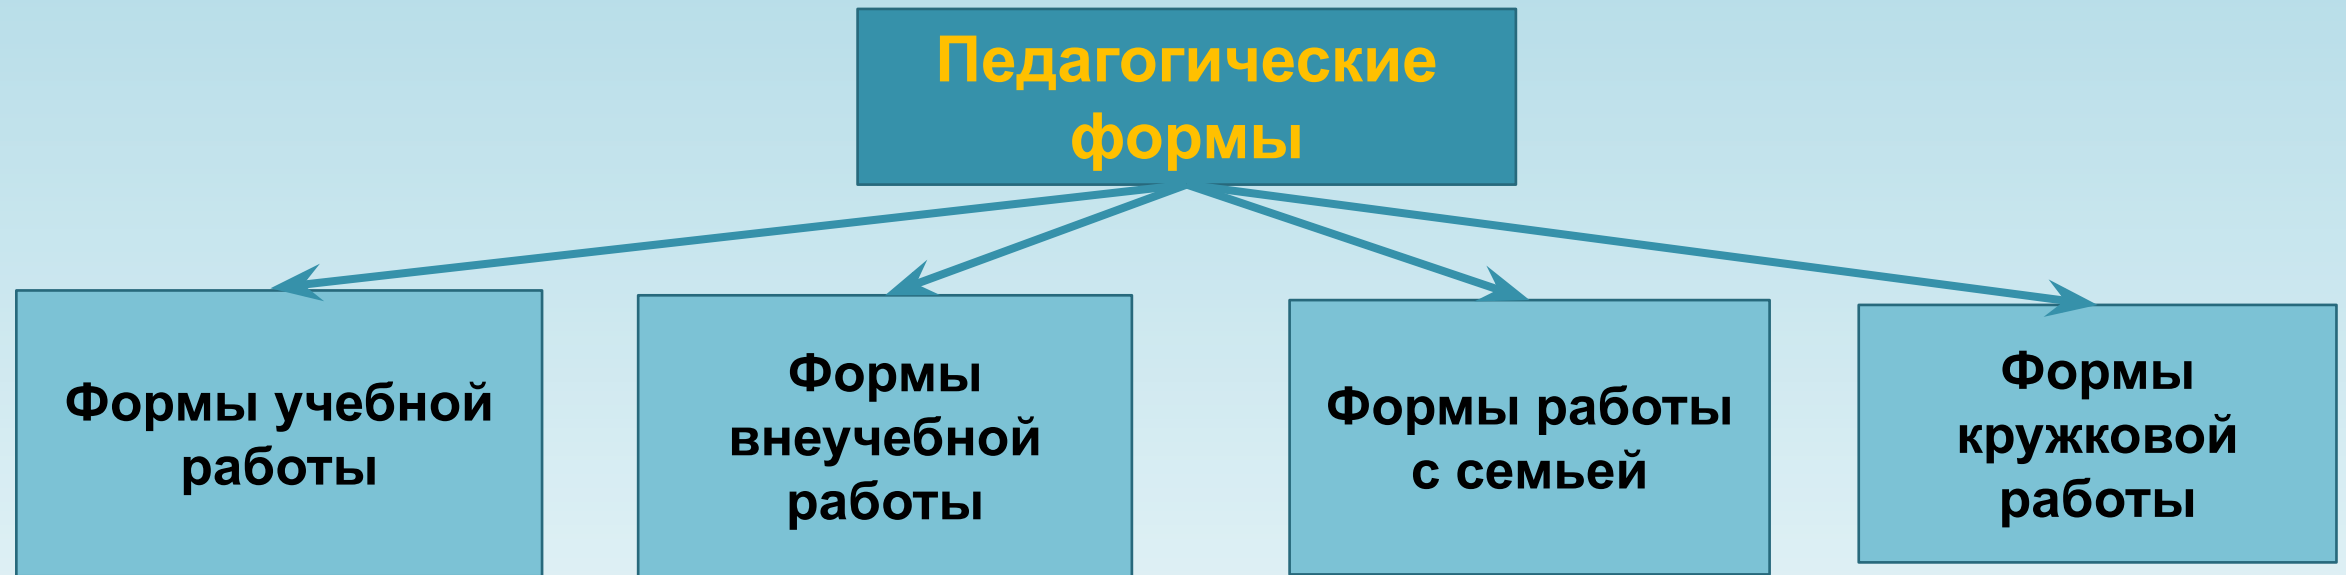 Педагогические
формы
Формы учебной
работы
Формы
внеучебной
работы
Формы работы
с семьей
Формы
кружковой
работы